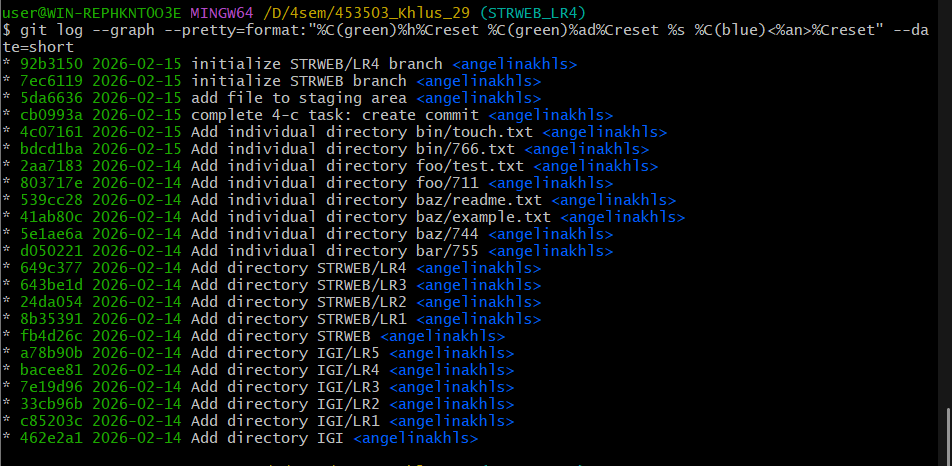 user@WIN-REPHKNTOO3E MINGW64 /D/4sem/453503_Khlus_29 (STRWEB_LR4)
$ git log --graph --pretty=format:"%C(green)%h%Creset %C(green)%ad%Creset %s %C(blue)<%an>%Creset" --da
te=short
* 92b3150 2026-02-15 initialize STRWEB/LR4 branch <angelinakhls>
* 7ec6119 2026-02-15 initialize STRWEB branch <angelinakhls>
* 5da6636 2026-02-15 add file to staging area <angelinakhls>
* cb0993a 2026-02-15 complete 4-c task: create commit <angelinakhls>
* 4c07161 2026-02-15 Add individual directory bin/touch.txt <angelinakhls>
* bdcd1ba 2026-02-15 Add individual directory bin/766.txt <angelinakhls>
* 2aa7183 2026-02-14 Add individual directory foo/test.txt <angelinakhls>
* 803717e 2026-02-14 Add individual directory foo/711 <angelinakhls>
* 539cc28 2026-02-14 Add individual directory baz/readme.txt <angelinakhls>
* 41ab80c 2026-02-14 Add individual directory baz/example.txt <angelinakhls>
* 5e1ae6a 2026-02-14 Add individual directory baz/744 <angelinakhls>
* d050221 2026-02-14 Add individual directory bar/755 <angelinakhls>
* 649c377 2026-02-14 Add directory STRWEB/LR4 <angelinakhls>
* 643be1d 2026-02-14 Add directory STRWEB/LR3 <angelinakhls>
* 24da054 2026-02-14 Add directory STRWEB/LR2 <angelinakhls>
* 8b35391 2026-02-14 Add directory STRWEB/LR1 <angelinakhls>
* fb4d26c 2026-02-14 Add directory STRWEB <angelinakhls>
* a78b90b 2026-02-14 Add directory IGI/LR5 <angelinakhls>
* bacee81 2026-02-14 Add directory IGI/LR4 <angelinakhls>
* 7e19d96 2026-02-14 Add directory IGI/LR3 <angelinakhls>
* 33cb96b 2026-02-14 Add directory IGI/LR2 <angelinakhls>
* c85203c 2026-02-14 Add directory IGI/LR1 <angelinakhls>
* 462e2a1 2026-02-14 Add directory IGI <angelinakhls>